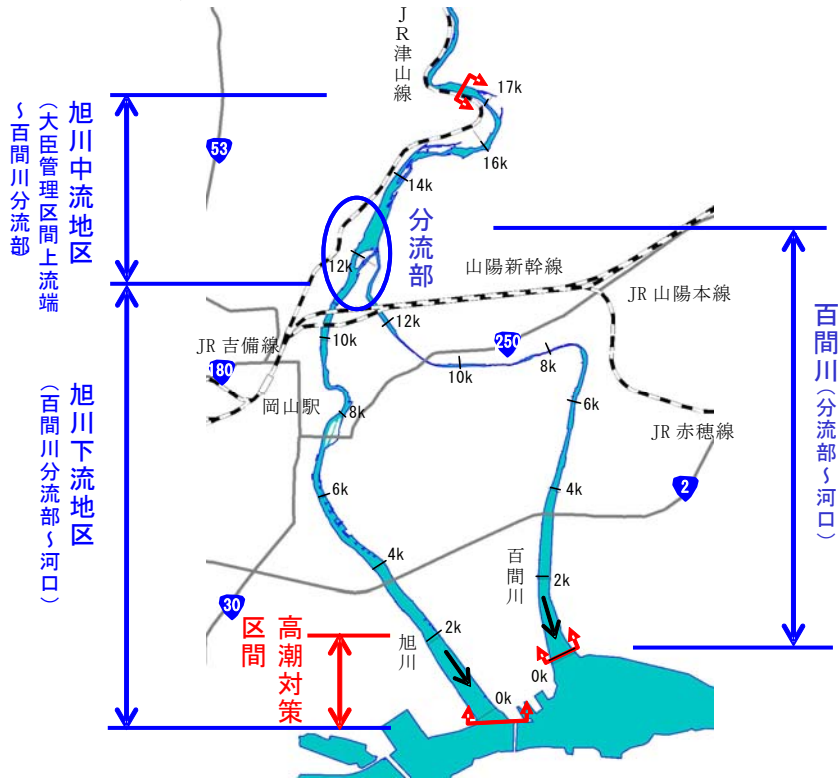 JR津山線
17k
16k
14k
53
旭川中流地区
(大臣管理区間上流端
～百間川分流部)
分流部
12k
山陽新幹線
JR 山陽本線
12k
10k
250
JR 吉備線
8k
10k
180
百間川(分流部～河口)
岡山駅
8k
6k
JR 赤穂線
旭川下流地区
(百間川分流部～河口)
6k
4k
2
4k
百間川
2k
30
高潮対策
区間
2k
旭川
0k
0k